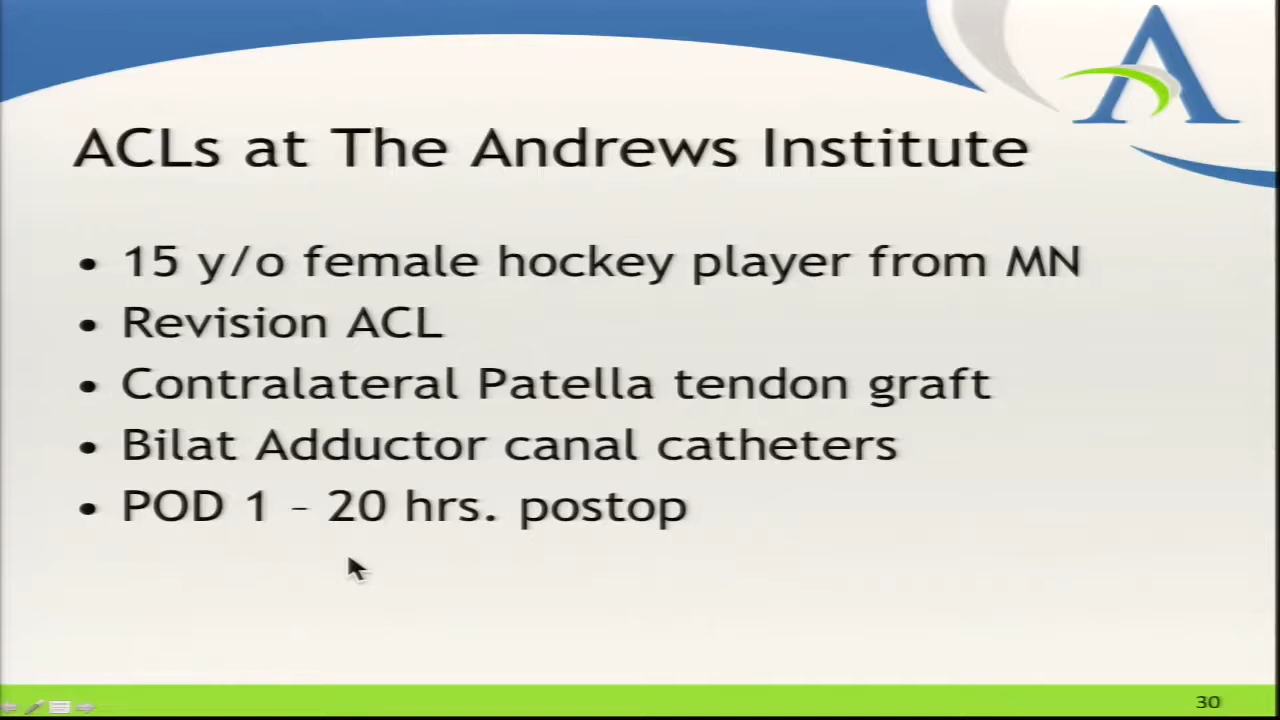 ACLs at The Andrews Institute
• 15 y/o female hockey player from MN
• Revision ACL
• Contralateral Patella tendon graft
• Bilat Adductor canal catheters
• POD 1 – 20 hrs. postop
30